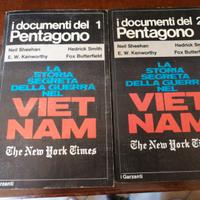 i documenti del 1
Pentagono
Neil Sheehan Hedrick Smith
E. W. Kenworthy Fox Butterfield
LA
STORIA
SEGRETA
DELLA GUERRA
NEL
VIET
NAM
The New York Times
i documenti del 2
Pentagono
Neil Sheehan Hedrick Smith
E. W. Kenworthy Fox Butterfield
LA
STORIA
SEGRETA
DELLA GUERRA
NEL
VIET
NAM
The New York Times
i Garzanti